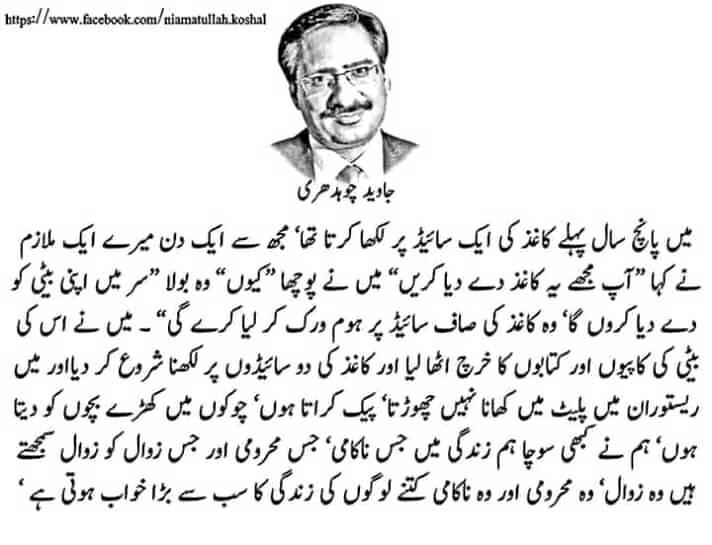 https://www.facebook.com/niamatullah.koshal
جاوید چوہدھری
میں پانچ سال پہلے کاغذ کی ایک سائیڈ پر لکھا کرتا تھا‘ مجھ سے ایک دن میرے ایک ملازم
نے کہا ”آپ مجھے یہ کاغذ دے دیا کریں“ میں نے پوچھا ”کیوں“ وہ بولا ”سر میں اپنی بیٹی کو
دے دیا کروں گا‘ وہ کاغذ کی صاف سائیڈ پر ہوم ورک کر لیا کرے گی“ ۔ میں نے اس کی
بیٹی کی کاپیوں اور کتابوں کا خرچ اٹھا لیا اور کاغذ کی دو سائیڈوں پر لکھنا شروع کر دیااور میں
ریستوران میں پلیٹ میں کھانا نہیں چھوڑتا‘ پیک کراتا ہوں‘ چوکوں میں کھڑے بچوں کو دیتا
ہوں‘ ہم نے کبھی سوچا ہم زندگی میں جس ناکامی‘ جس محرومی اور جس زوال کو زوال سمجھتے
ہیں وہ زوال‘ وہ محرومی اور وہ ناکامی کتنے لوگوں کی زندگی کا سب سے بڑا خواب ہوتی ہے ‘